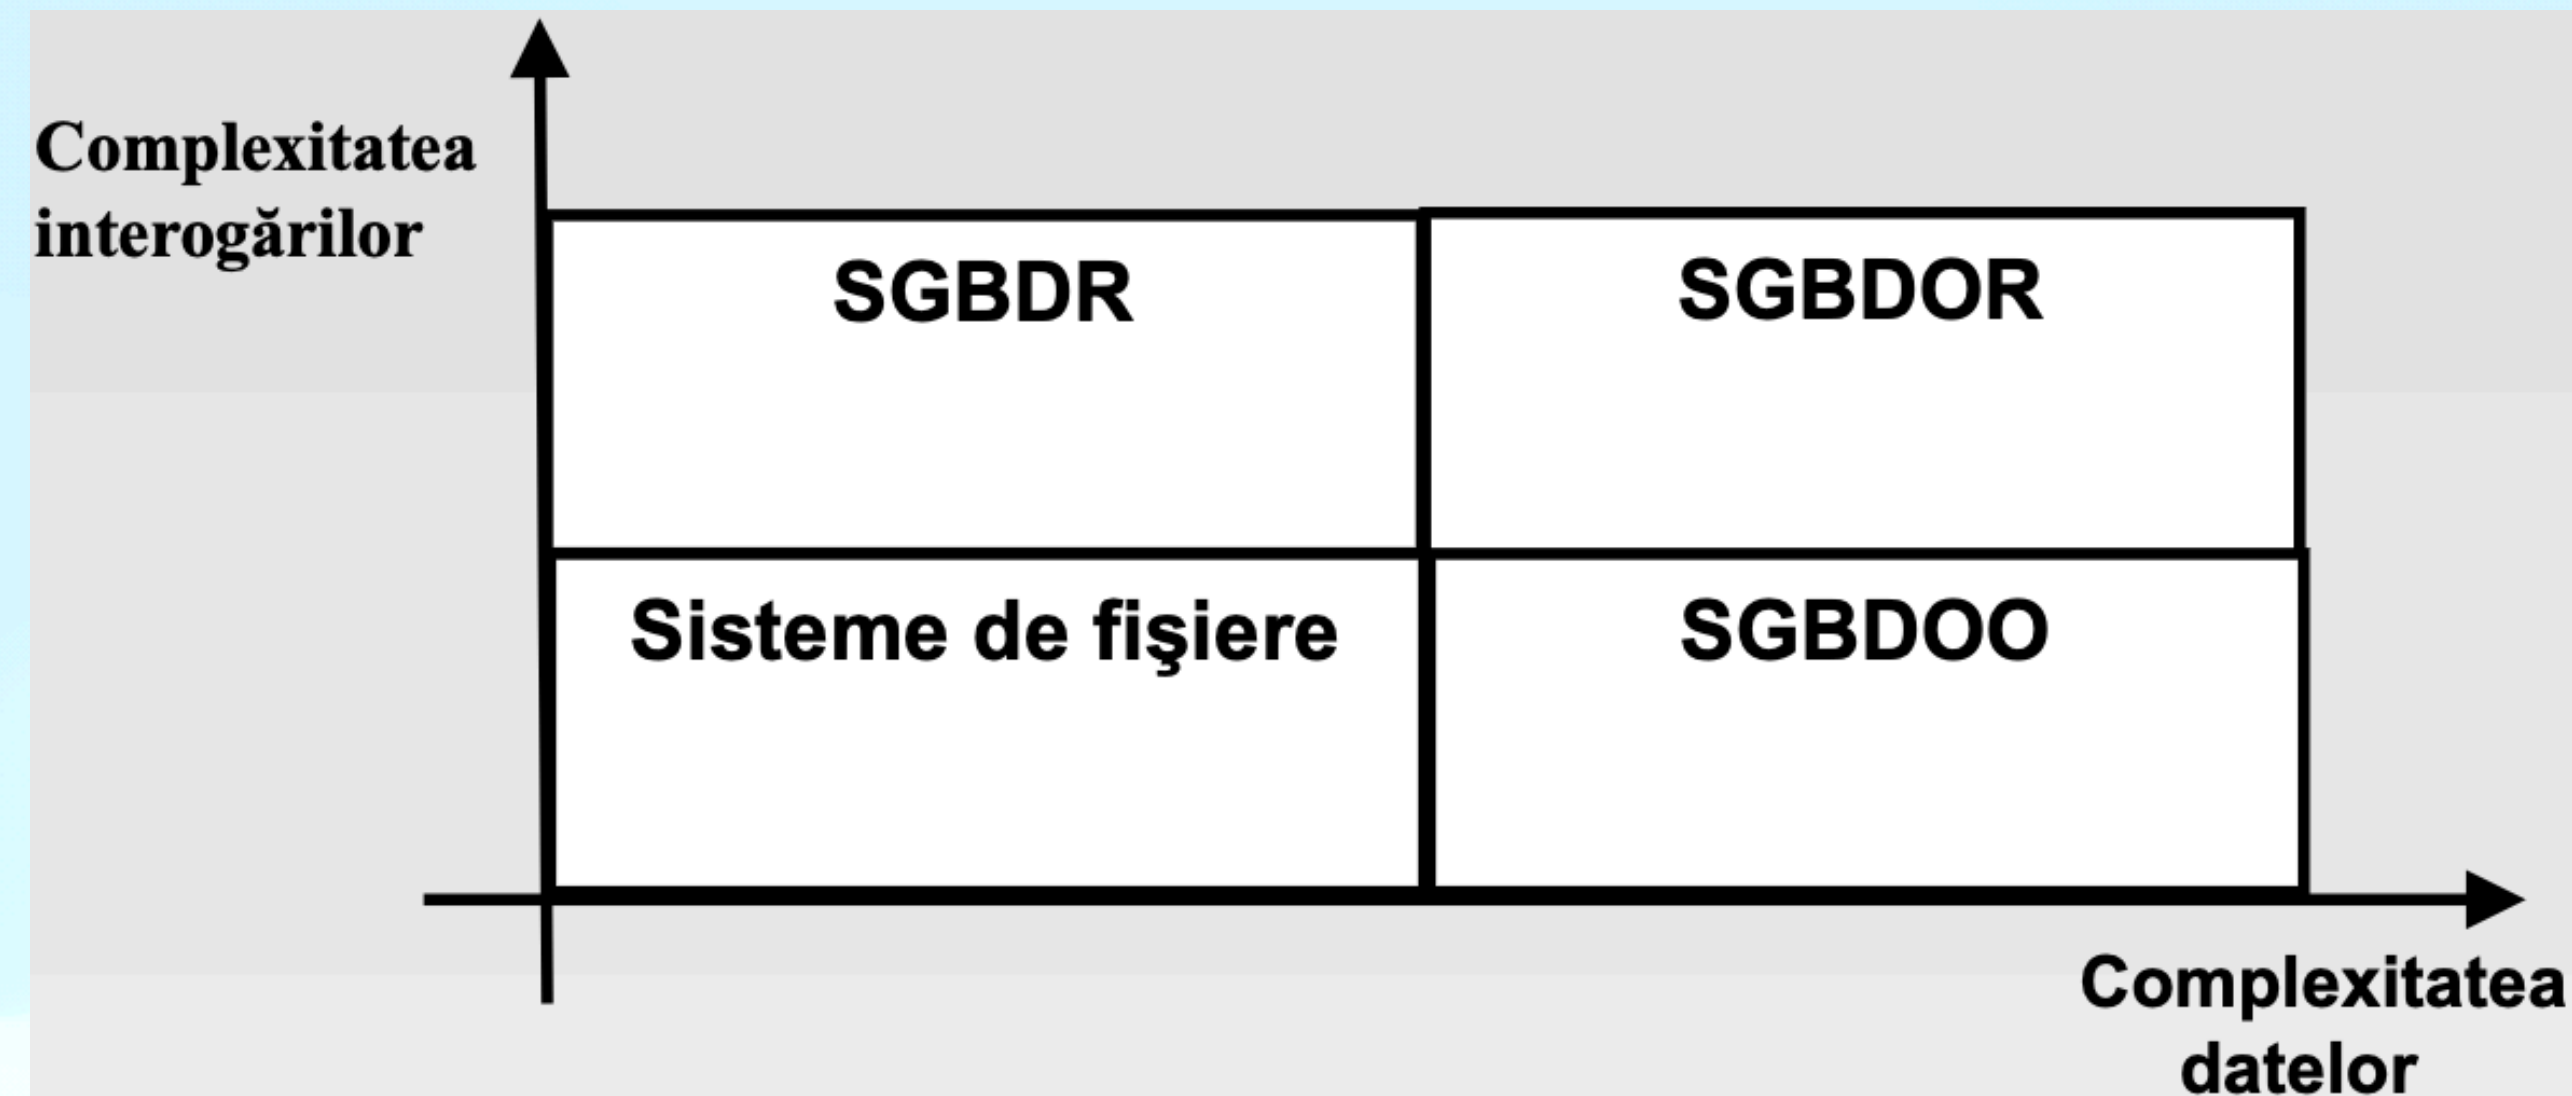 Complexitatea
interogărilor
SGBDR
SGBDOR
Sisteme de fişiere
SGBDOO
Complexitatea
datelor